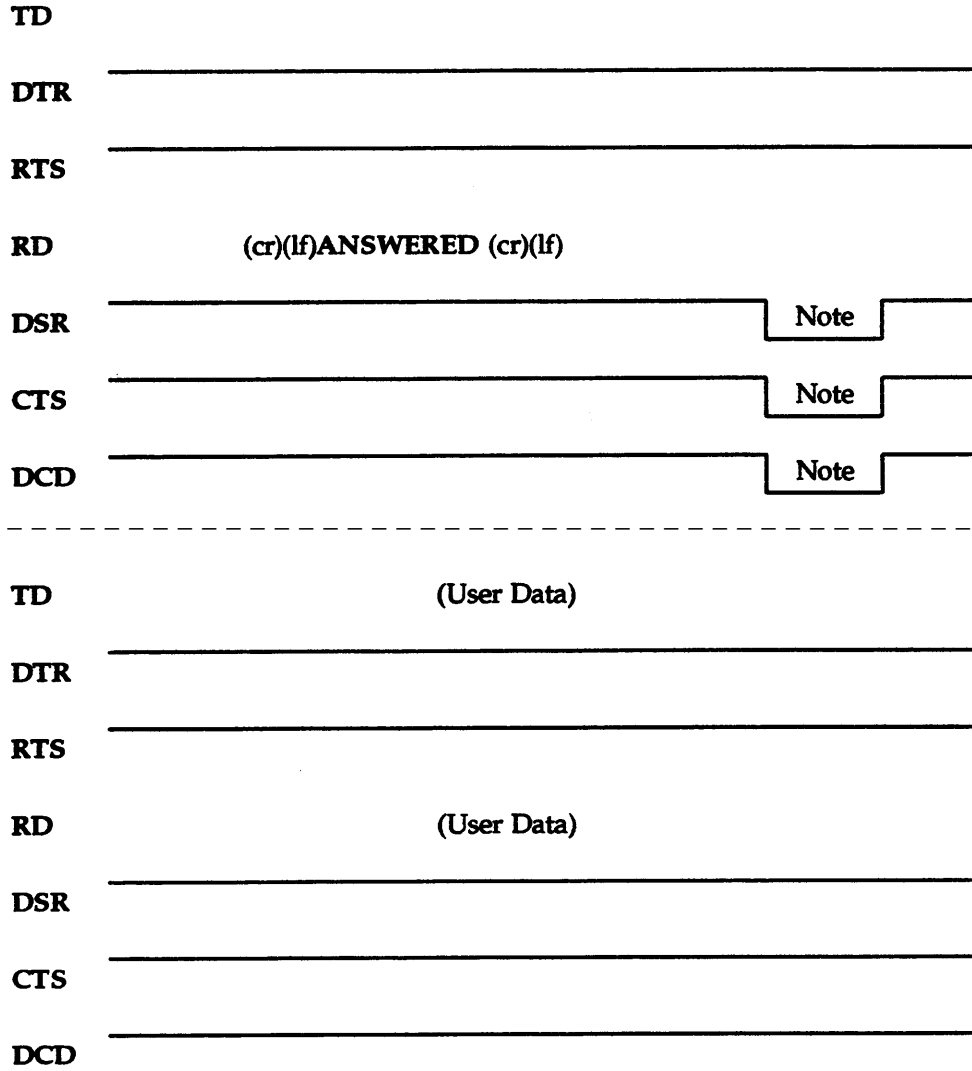 TD
DTR
RTS
RD (cr)(lf)ANSWERED (cr)(lf)
DSR Note
CTS Note
DCD Note
TD (User Data)
DTR
RTS
RD (User Data)
DSR
CTS
DCD